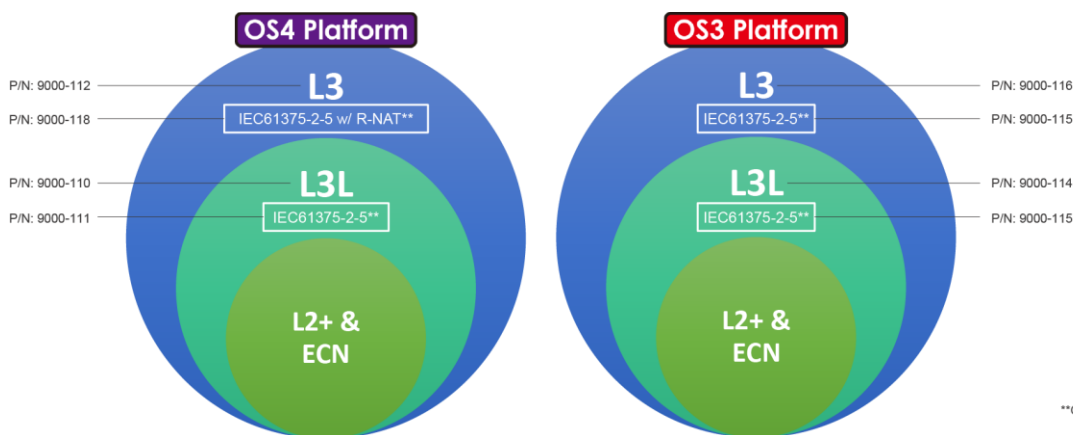 OS4 Platform
P/N: 9000-112
L3
P/N: 9000-118
IEC61375-2-5 w/ R-NAT**
P/N: 9000-110
L3L
P/N: 9000-111
IEC61375-2-5**
L2+ &
ECN
OS3 Platform
L3
P/N: 9000-116
IEC61375-2-5**
P/N: 9000-115
L3L
P/N: 9000-114
IEC61375-2-5**
P/N: 9000-115
L2+ &
ECN